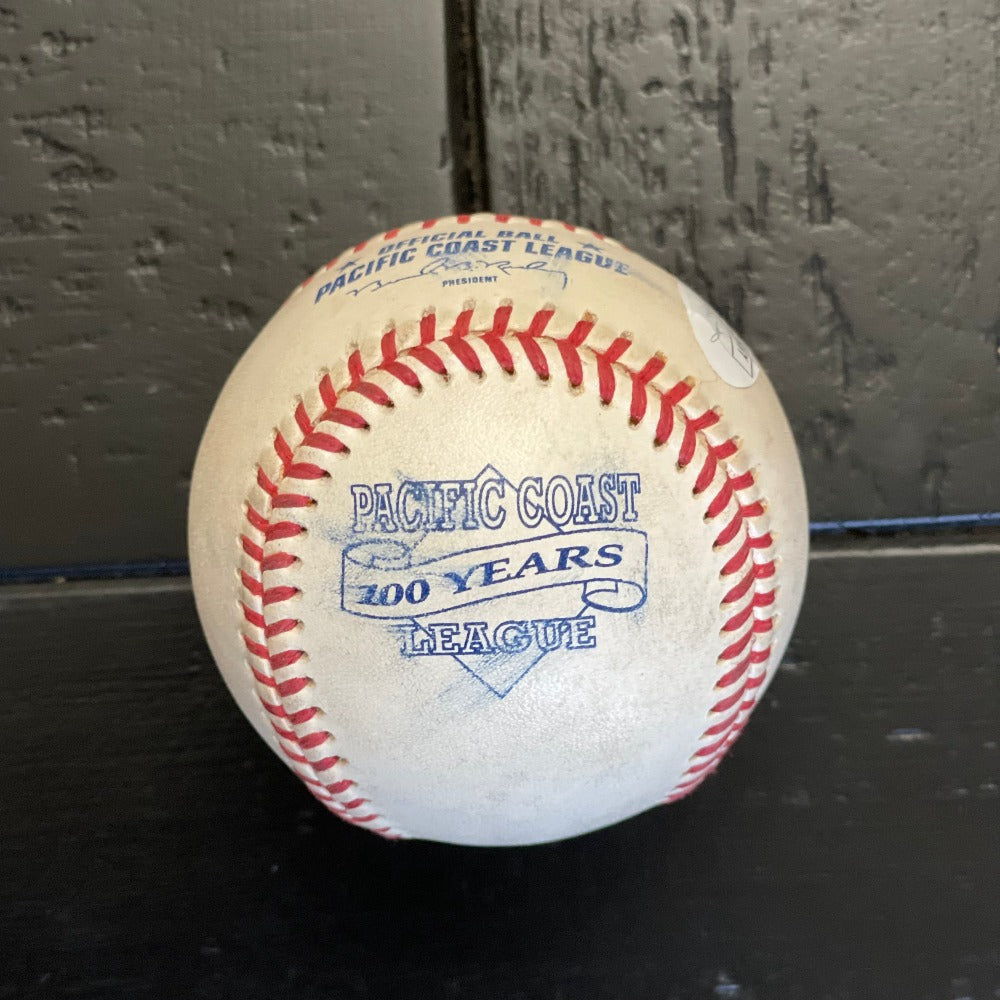 OFFICIAL BALL
PACIFIC COAST LEAGUE
PRESIDENT
PACIFIC COAST
100 YEARS
LEAGUE